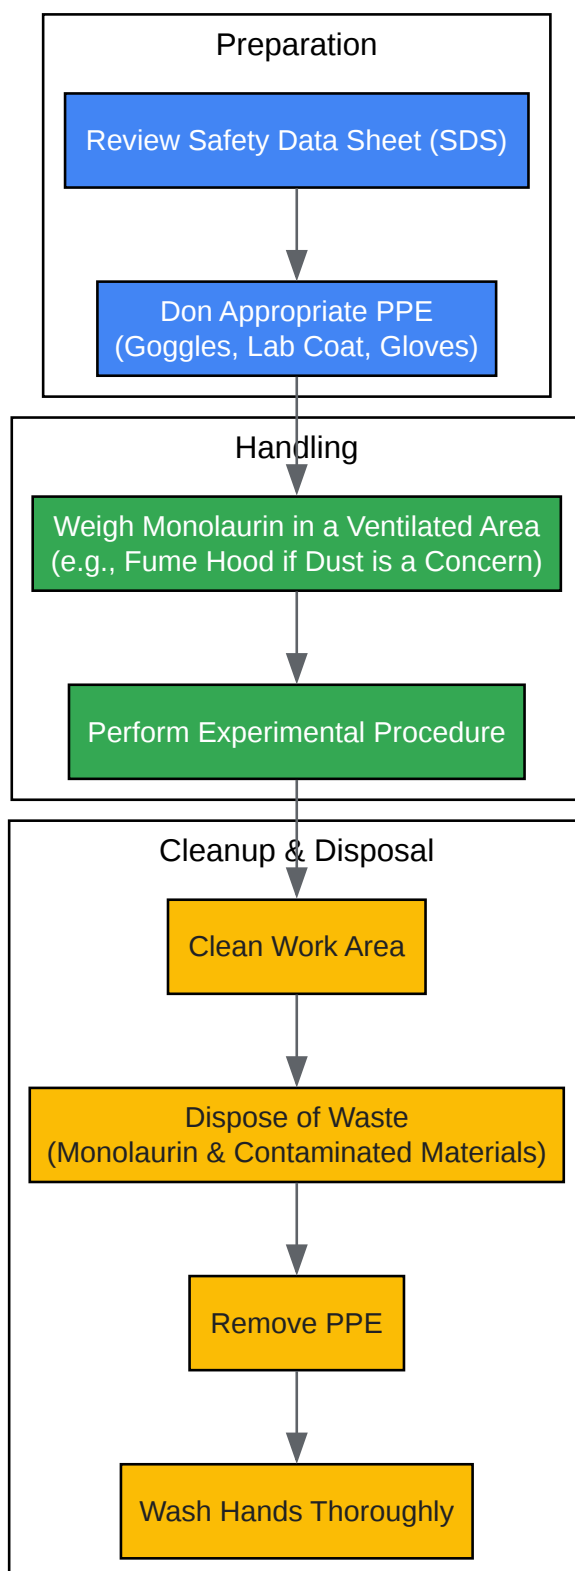 Preparation
Review Safety Data Sheet (SDS)
Don Appropriate PPE
(Goggles, Lab Coat, Gloves)
Handling
Weigh Monolaurin in a Ventilated Area
(e.g., Fume Hood if Dust is a Concern)
Perform Experimental Procedure
Cleanup & Disposal
Clean Work Area
Dispose of Waste
(Monolaurin & Contaminated Materials)
Remove PPE
Wash Hands Thoroughly